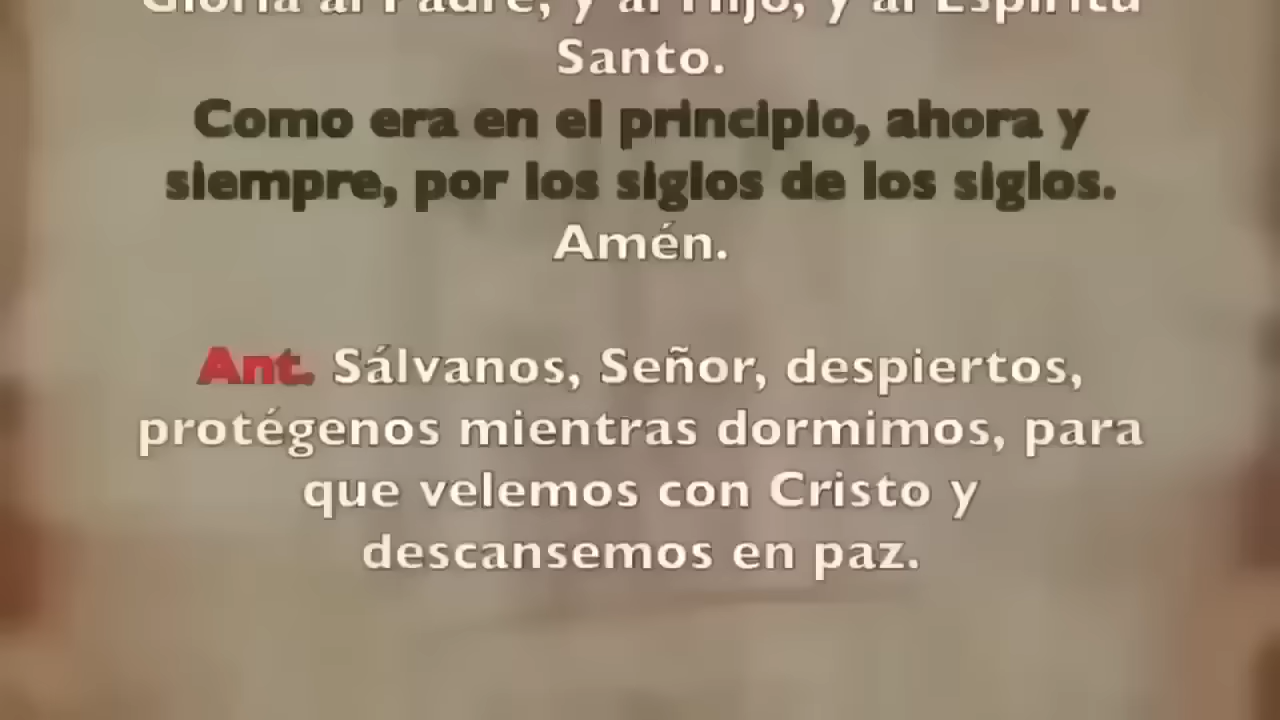 Gloria al Padre, y al Hijo, y al Espíritu
Santo.
Como era en el principio, ahora y
siempre, por los siglos de los siglos.
Amén.
Ant. Sálvanos, Señor, despiertos,
protégenos mientras dormimos, para
que velemos con Cristo y
descansemos en paz.